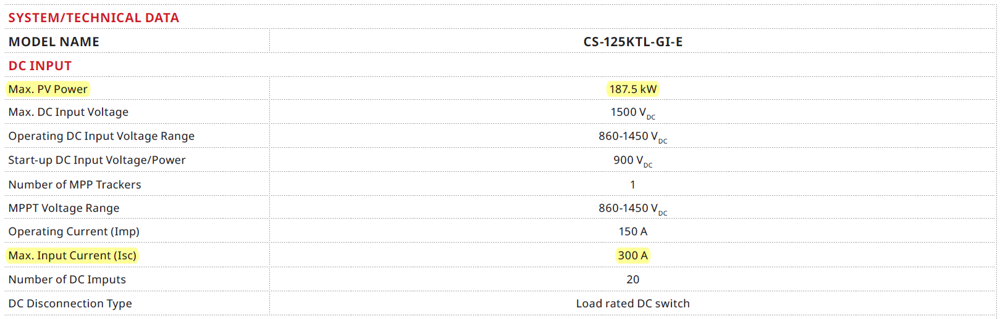 SYSTEM/TECHNICAL DATA
MODEL NAME CS-125KTL-GI-E
DC INPUT
Max. PV Power 187.5 kW
Max. DC Input Voltage 1500 VDC
Operating DC Input Voltage Range 860-1450 VDC
Start-up DC Input Voltage/Power 900 VDC
Number of MPP Trackers 1
MPPT Voltage Range 860-1450 VDC
Operating Current (Imp) 150 A
Max. Input Current (Isc) 300 A
Number of DC Imputs 20
DC Disconnection Type Load rated DC switch